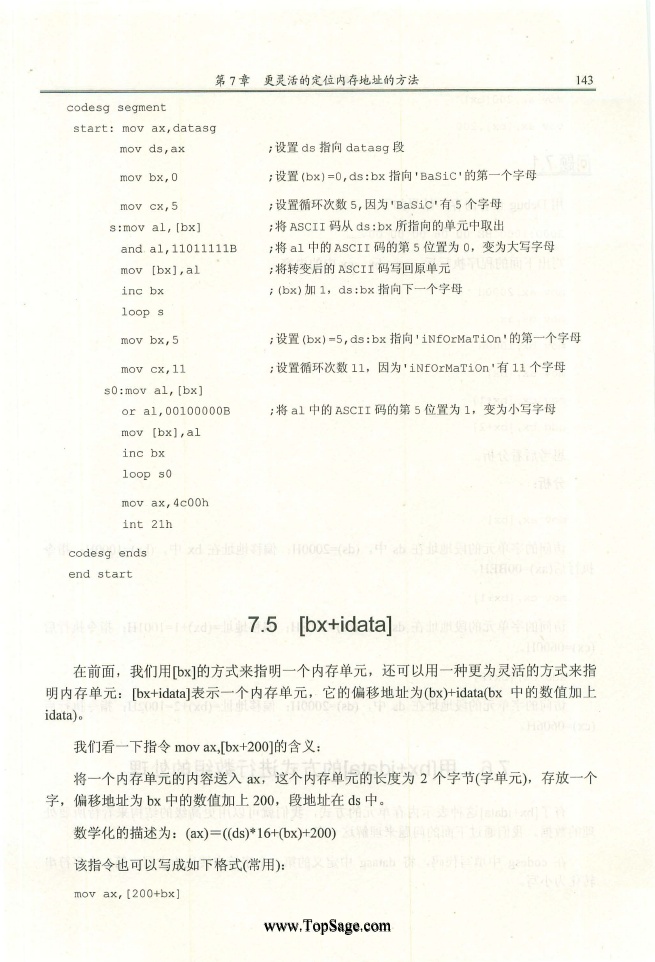 第 7 章 更灵活的定位内存地址的方法 143
codesg segment
start: mov ax,datasg
mov ds,ax ;设置 ds 指向 datasg 段
mov bx,0 ;设置(bx)=0,ds:bx 指向'BaSiC'的第一个字母
mov cx,5 ;设置循环次数 5,因为'BaSiC'有 5 个字母
s:mov al,[bx] ;将 ASCII 码从 ds:bx 所指向的单元中取出
and al,11011111B ;将 al 中的 ASCII 码的第 5 位置为 0，变为大写字母
mov [bx],al ;将转变后的 ASCII 码写回原单元
inc bx ;(bx)加 1，ds:bx 指向下一个字母
loop s
mov bx,5 ;设置(bx)=5,ds:bx 指向'iNfOrMaTiOn'的第一个字母
mov cx,11 ;设置循环次数 11，因为'iNfOrMaTiOn'有 11 个字母
s0:mov al,[bx]
or al,00100000B ;将 al 中的 ASCII 码的第 5 位置为 1，变为小写字母
mov [bx],al
inc bx
loop s0
mov ax,4c00h
int 21h
codesg ends
end start
7.5 [bx+idata]
在前面，我们用[bx]的方式来指明一个内存单元，还可以用一种更为灵活的方式来指
明内存单元：[bx+idata]表示一个内存单元，它的偏移地址为(bx)+idata(bx 中的数值加上
idata)。
我们看一下指令 mov ax,[bx+200]的含义：
将一个内存单元的内容送入 ax，这个内存单元的长度为 2 个字节(字单元)，存放一个
字，偏移地址为 bx 中的数值加上 200，段地址在 ds 中。
数学化的描述为：(ax)＝((ds)*16+(bx)+200)
该指令也可以写成如下格式(常用)：
mov ax,[200+bx]
www.TopSage.com